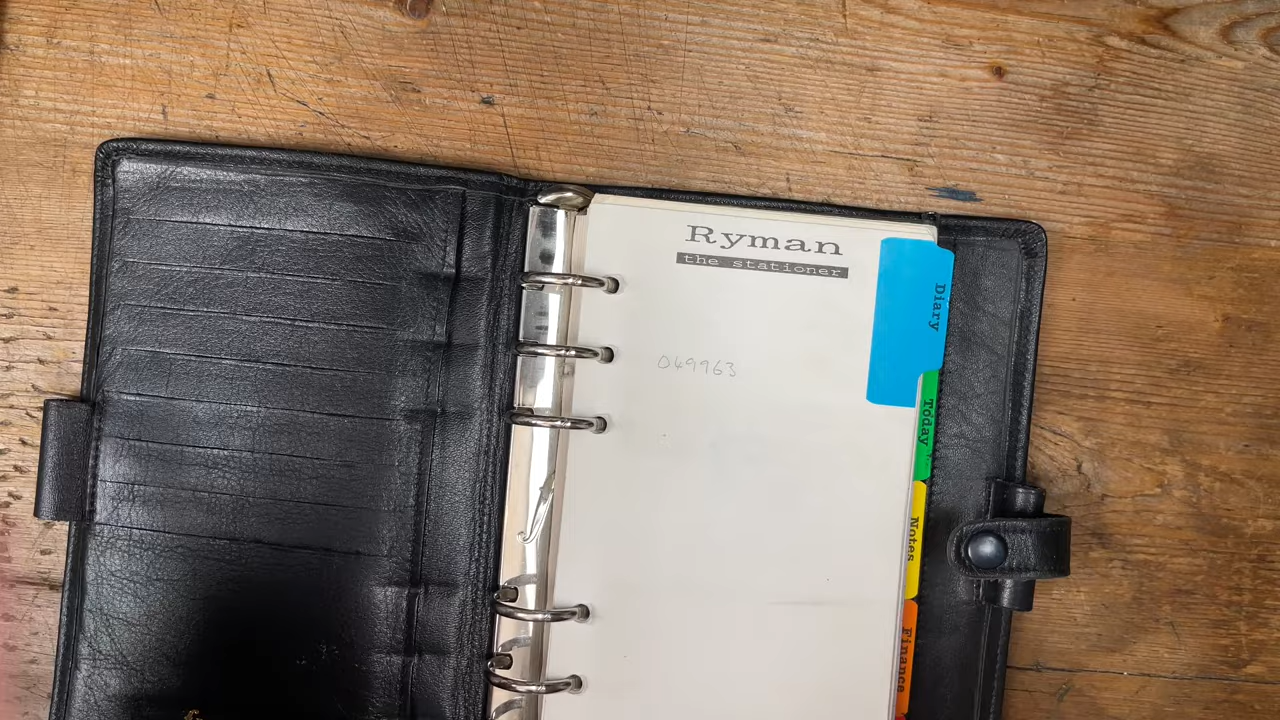 Ryman
the stationer
049963
Diary
Today
Notes
Finance